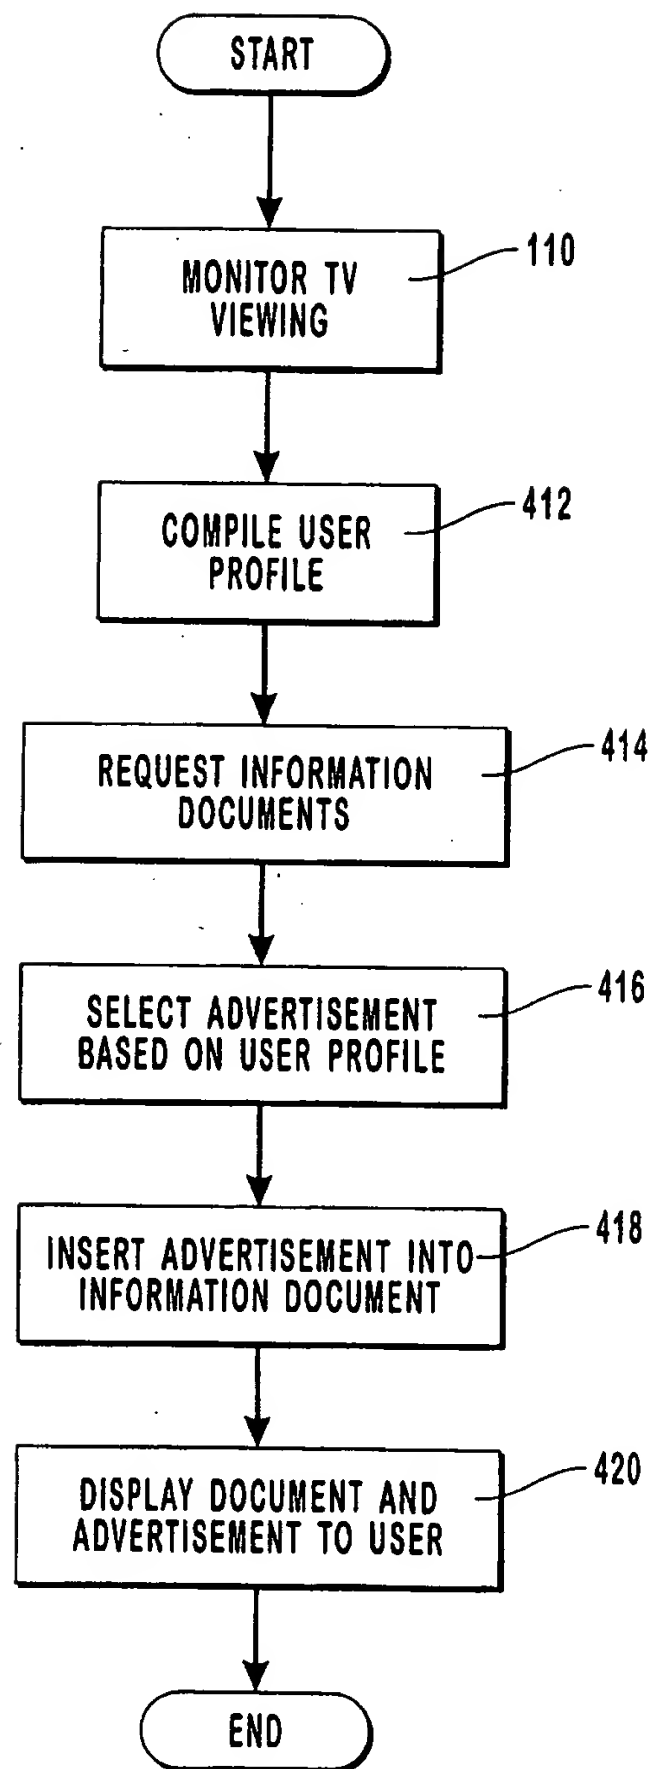 START
MONITOR TV
VIEWING
110
COMPILE USER
PROFILE
412
REQUEST INFORMATION
DOCUMENTS
414
SELECT ADVERTISEMENT
BASED ON USER PROFILE
416
INSERT ADVERTISEMENT INTO
INFORMATION DOCUMENT
418
DISPLAY DOCUMENT AND
ADVERTISEMENT TO USER
420
END